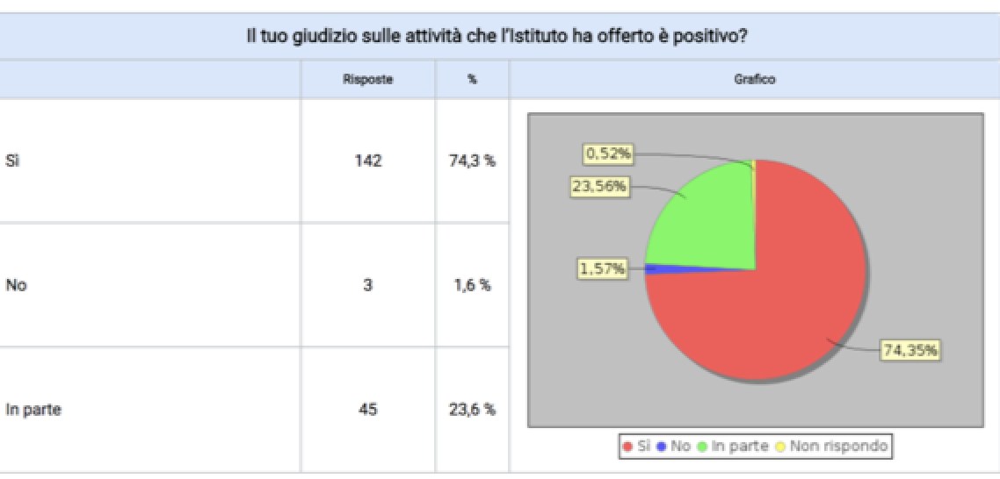 Il tuo giudizio sulle attività che l'Istituto ha offerto è positivo?
Risposte % Grafico
Sì 142 74,3 %
No 3 1,6 %
In parte 45 23,6 %
0.52%
23,56%
1,57%
74,35%
Sì No In parte Non rispondo